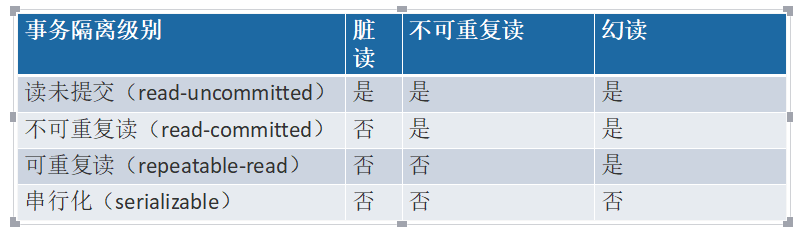 事务隔离级别 脏读 不可重复读 幻读
读未提交（read-uncommitted） 是 是 是
不可重复读（read-committed） 否 是 是
可重复读（repeatable-read） 否 否 是
串行化（serializable） 否 否 否